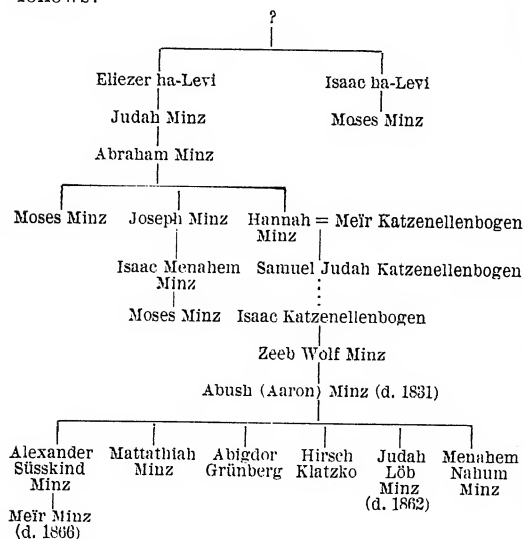 follows:
?
Eliezer ha-Levi Isaac ha-Levi
Judah Minz Moses Minz
Abraham Minz
Moses Minz Joseph Minz Hannah = Meïr Katzenellenbogen
Minz
Isaac Menahem Samuel Judah Katzenellenbogen
Minz
Moses Minz Isaac Katzenellenbogen
Zeeb Wolf Minz
Abush (Aaron) Minz (d. 1831)
Alexander Mattathiah Abigdor Hirsch Judah Menahem
Süsskind Minz Grünberg Klatzko Löb Nahum
Minz Minz Minz
(d. 1862)
Meïr Minz
(d. 1866)